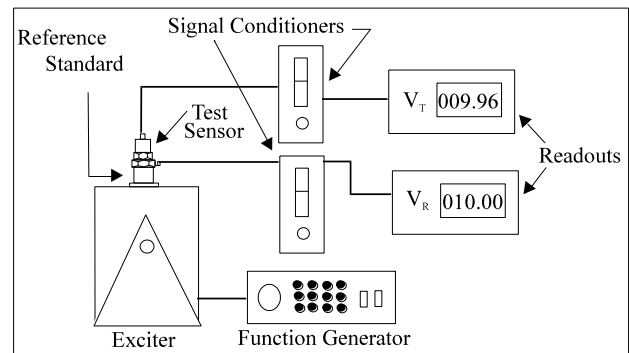 Signal Conditioners
Reference
Standard
Test
Sensor
V_T 009.96
Readouts
V_R 010.00
Exciter
Function Generator